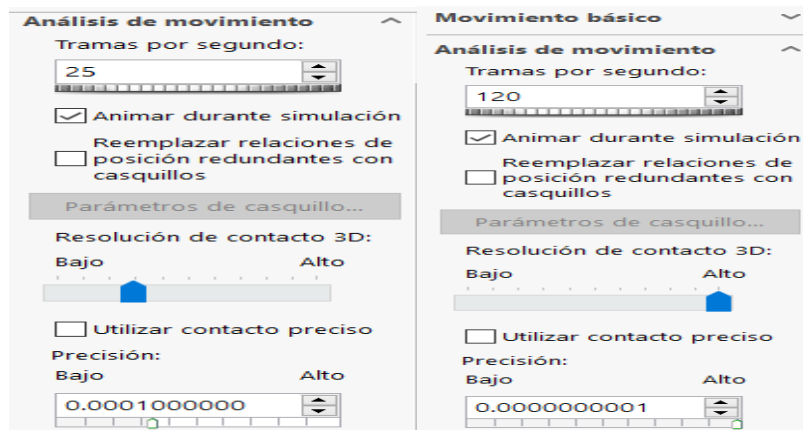 Análisis de movimiento
Tramas por segundo:
25
Animar durante simulación
Reemplazar relaciones de
posición redundantes con
casquillos
Parámetros de casquillo...
Resolución de contacto 3D:
Bajo Alto
Utilizar contacto preciso
Precisión:
Bajo Alto
0.0001000000
Movimiento básico
Análisis de movimiento
Tramas por segundo:
120
Animar durante simulación
Reemplazar relaciones de
posición redundantes con
casquillos
Parámetros de casquillo...
Resolución de contacto 3D:
Bajo Alto
Utilizar contacto preciso
Precisión:
Bajo Alto
0.0000000001